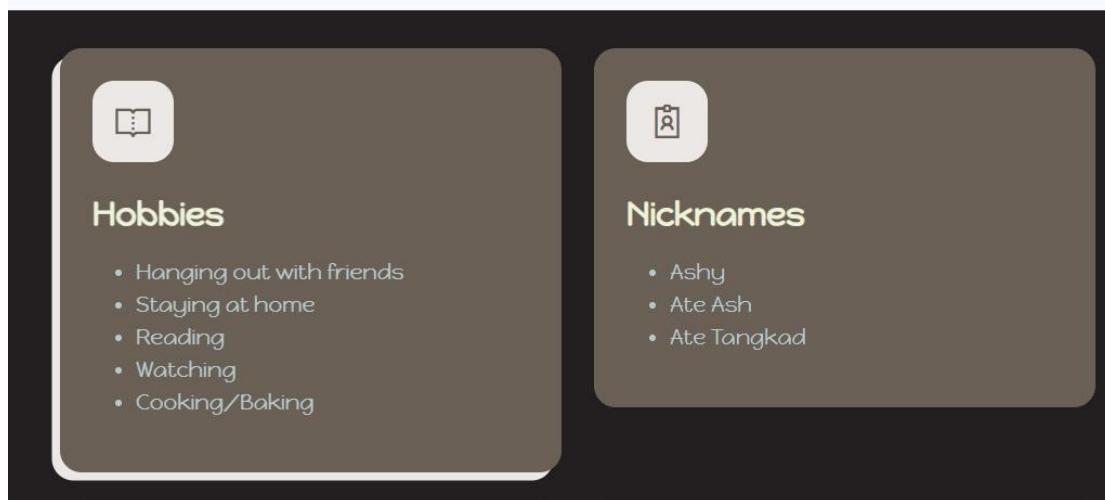 Hobbies
Hanging out with friends
Staying at home
Reading
Watching
Cooking/Baking
Nicknames
Ashy
Ate Ash
Ate Tangkad